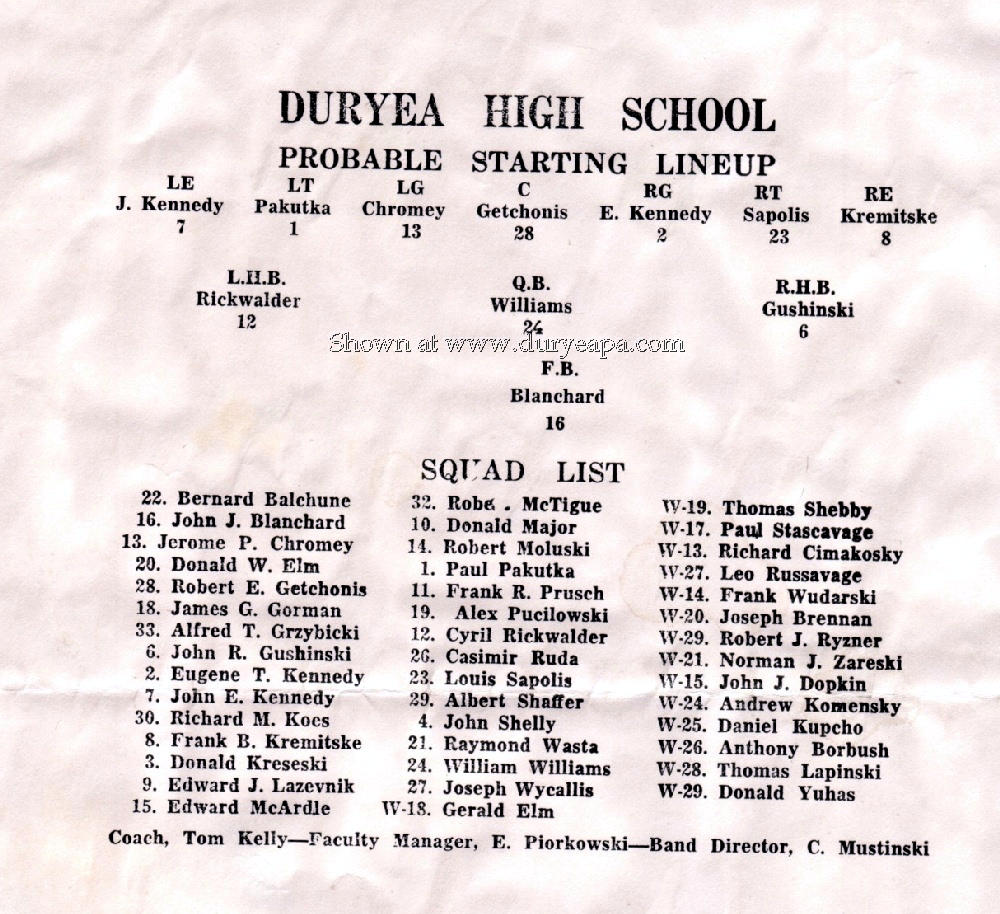 DURYEA HIGH SCHOOL
PROBABLE STARTING LINEUP
LE LT LG C RG RT RE
J. Kennedy Pakutka Chromey Getchonis E. Kennedy Sapolis Kremitske
7 1 13 28 2 23 8
L.H.B. Q.B. R.H.B.
Rickwalder Williams Gushinski
12 24 6
Shown at www.duryeapa.com
F.B.
Blanchard
16
SQUAD LIST
22. Bernard Balchune
16. John J. Blanchard
13. Jerome P. Chromey
20. Donald W. Elm
28. Robert E. Getchonis
18. James G. Gorman
33. Alfred T. Grzybicki
6. John R. Gushinski
2. Eugene T. Kennedy
7. John E. Kennedy
30. Richard M. Kocs
8. Frank B. Kremitske
3. Donald Kreseski
9. Edward J. Lazevnik
15. Edward McArdle
32. McTigue
10. Donald Major
14. Robert Moluski
1. Paul Pakutka
11. Frank R. Prusch
19. Alex Pucilowski
12. Cyril Rickwalder
26. Casimir Ruda
23. Louis Sapolis
29. Albert Shaffer
4. John Shelly
21. Raymond Wasta
24. William Williams
27. Joseph Wycallis
W-18. Gerald Elm
W-19. Thomas Shebby
W-17. Paul Stascavage
W-13. Richard Cimakosky
W-27. Leo Russavage
W-14. Frank Wudarski
W-20. Joseph Brennan
W-29. Robert J. Ryzner
W-21. Norman J. Zareski
W-15. John J. Dopkin
W-24. Andrew Komensky
W-25. Daniel Kupcho
W-26. Anthony Borbush
W-28. Thomas Lapinski
W-29. Donald Yuhas
Coach, Tom Kelly—Faculty Manager, E. Piorkowski—Band Director, C. Mustinski